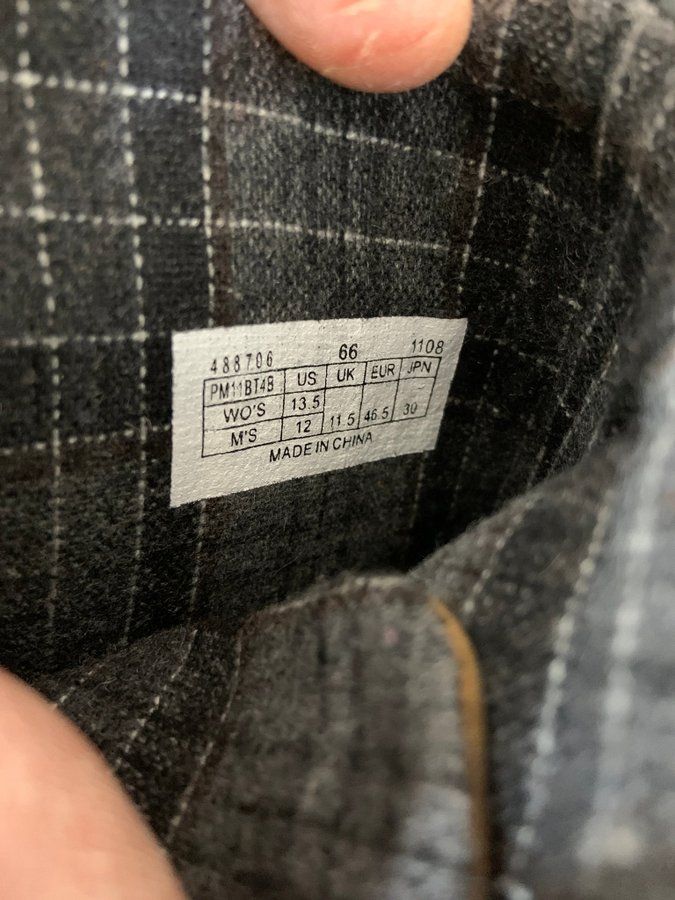 488706 66 1108
PM11BT4B US UK EUR JPN
WO'S 13.5
M'S 12 11.5 46.5 30
MADE IN CHINA